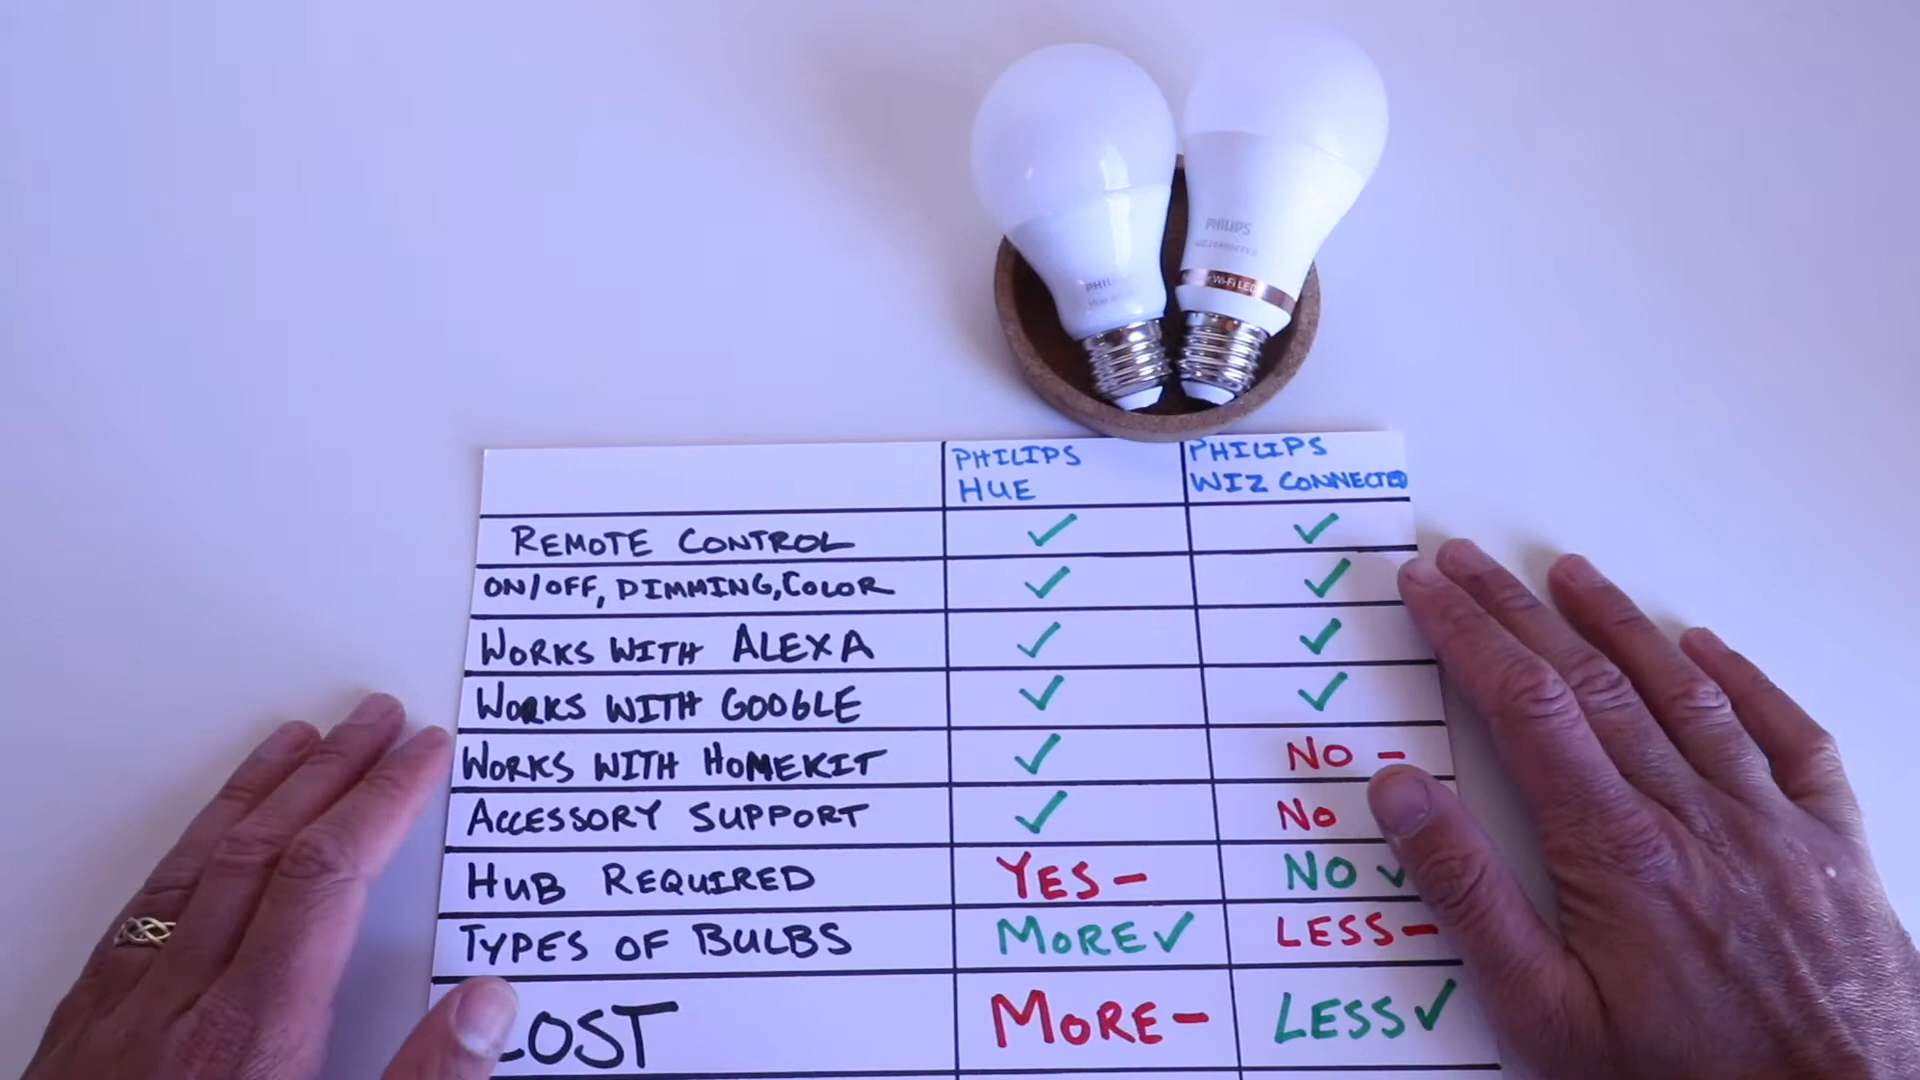 PHILIPS
PHILIPS
Wi-Fi LED
PHILIPS HUE
PHILIPS WIZ CONNECTED
REMOTE CONTROL ✓ ✓
ON/OFF, DIMMING, COLOR ✓ ✓
WORKS WITH ALEXA ✓ ✓
WORKS WITH GOOGLE ✓ ✓
WORKS WITH HOMEKIT ✓ NO -
ACCESSORY SUPPORT ✓ NO
HUB REQUIRED YES - NO ✓
TYPES OF BULBS MORE ✓ LESS -
COST MORE - LESS ✓